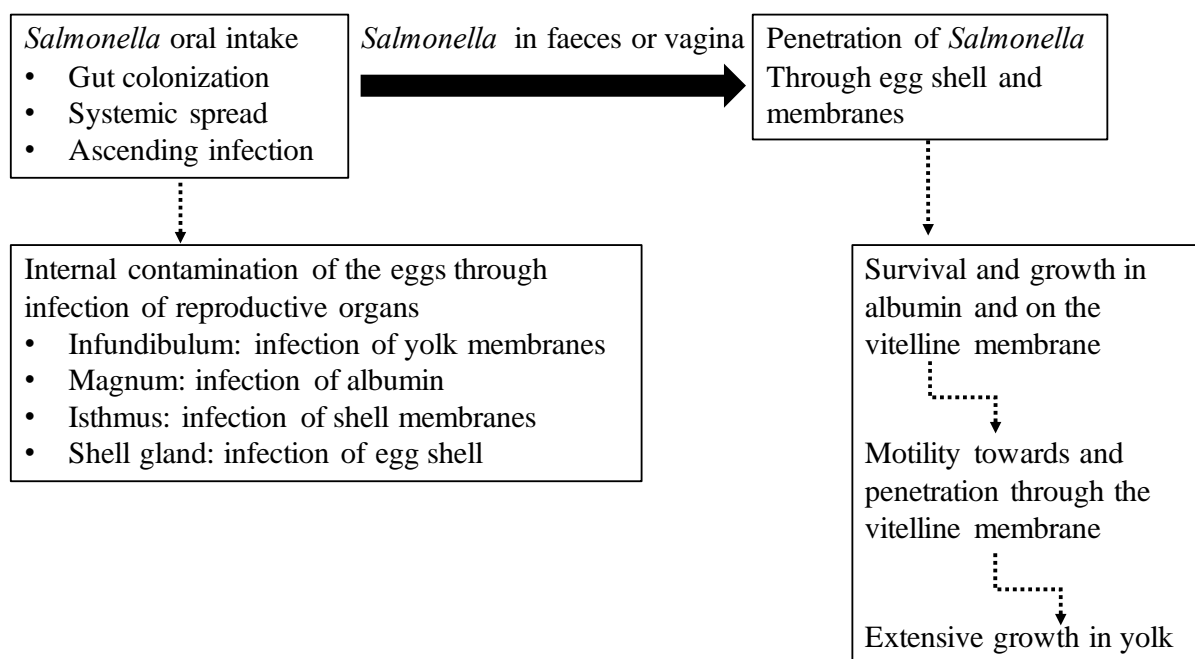 Salmonella oral intake
• Gut colonization
• Systemic spread
• Ascending infection
Salmonella in faeces or vagina
Penetration of Salmonella
Through egg shell and
membranes
Internal contamination of the eggs through
infection of reproductive organs
• Infundibulum: infection of yolk membranes
• Magnum: infection of albumin
• Isthmus: infection of shell membranes
• Shell gland: infection of egg shell
Survival and growth in
albumin and on the
vitelline membrane
Motility towards and
penetration through the
vitelline membrane
Extensive growth in yolk